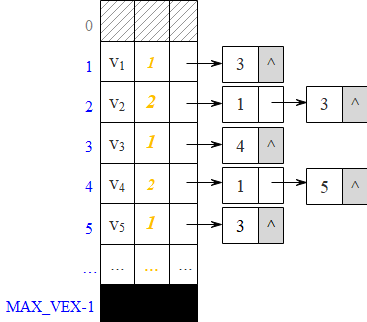 0
1 V1 1 3 ^
2 V2 2 1 3 ^
3 V3 1 4 ^
4 V4 2 1 5 ^
5 V5 1 3 ^
... ... ... ...
MAX_VEX-1